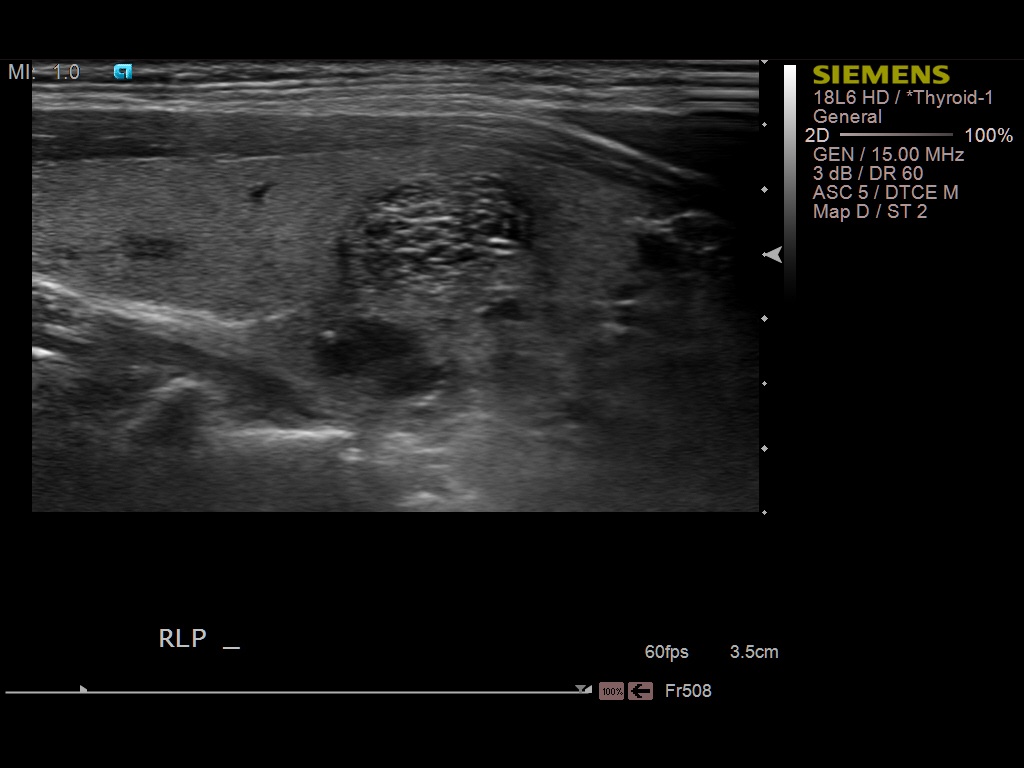 MI: 1.0
SIEMENS
18L6 HD / *Thyroid-1
General
2D 100%
GEN / 15.00 MHz
3 dB / DR 60
ASC 5 / DTCE M
Map D / ST 2
RLP _
60fps 3.5cm
100% Fr508